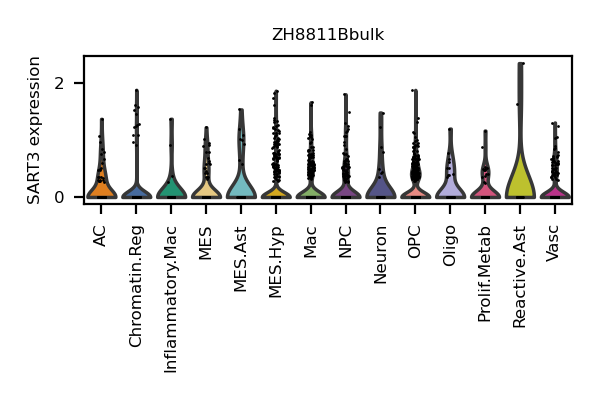 ZH8811Bbulk
SART3 expression
2
0
AC
Chromatin.Reg
Inflammatory.Mac
MES
MES.Ast
MES.Hyp
Mac
NPC
Neuron
OPC
Oligo
Prolif.Metab
Reactive.Ast
Vasc